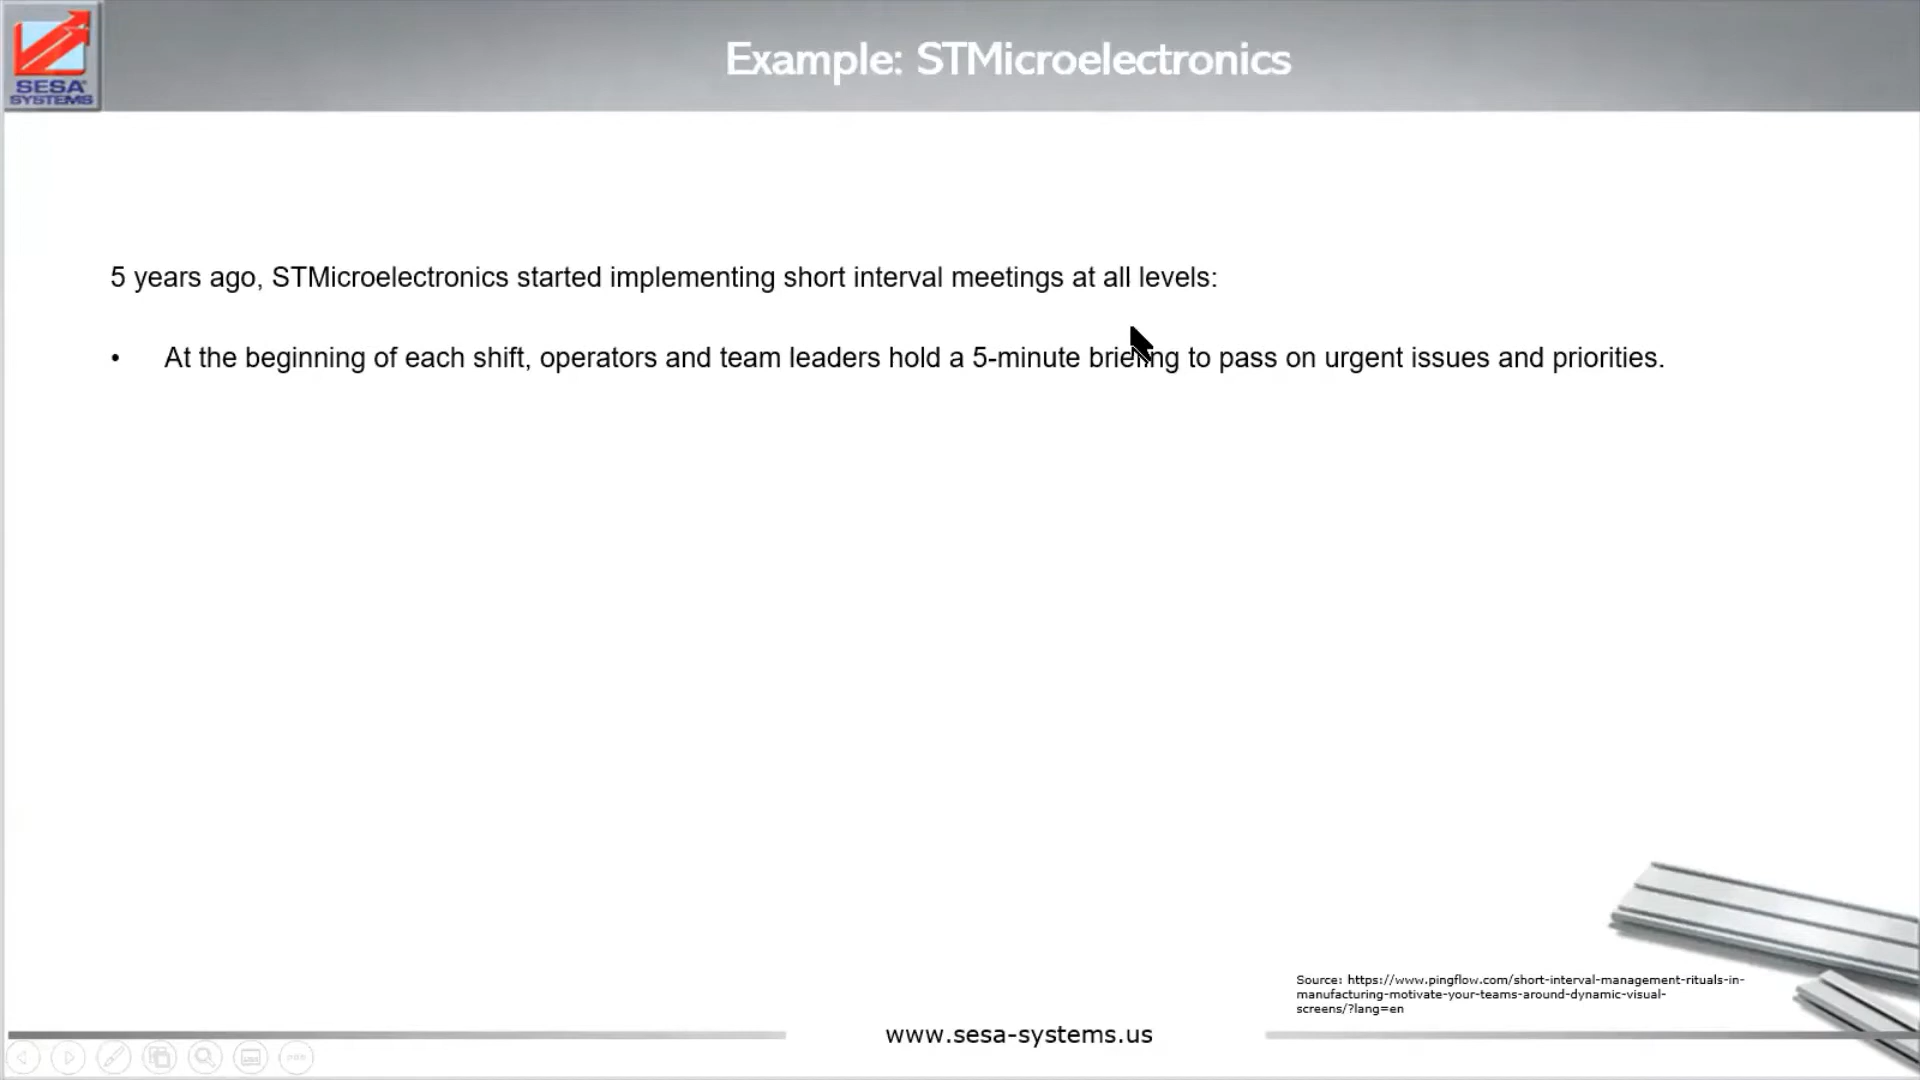 SESA
SYSTEMS
Example: STMicroelectronics
5 years ago, STMicroelectronics started implementing short interval meetings at all levels:
• At the beginning of each shift, operators and team leaders hold a 5-minute briefing to pass on urgent issues and priorities.
Source: https://www.pingflow.com/short-interval-management-rituals-in-
manufacturing-motivate-your-teams-around-dynamic-visual-
screens/?lang=en
www.sesa-systems.us